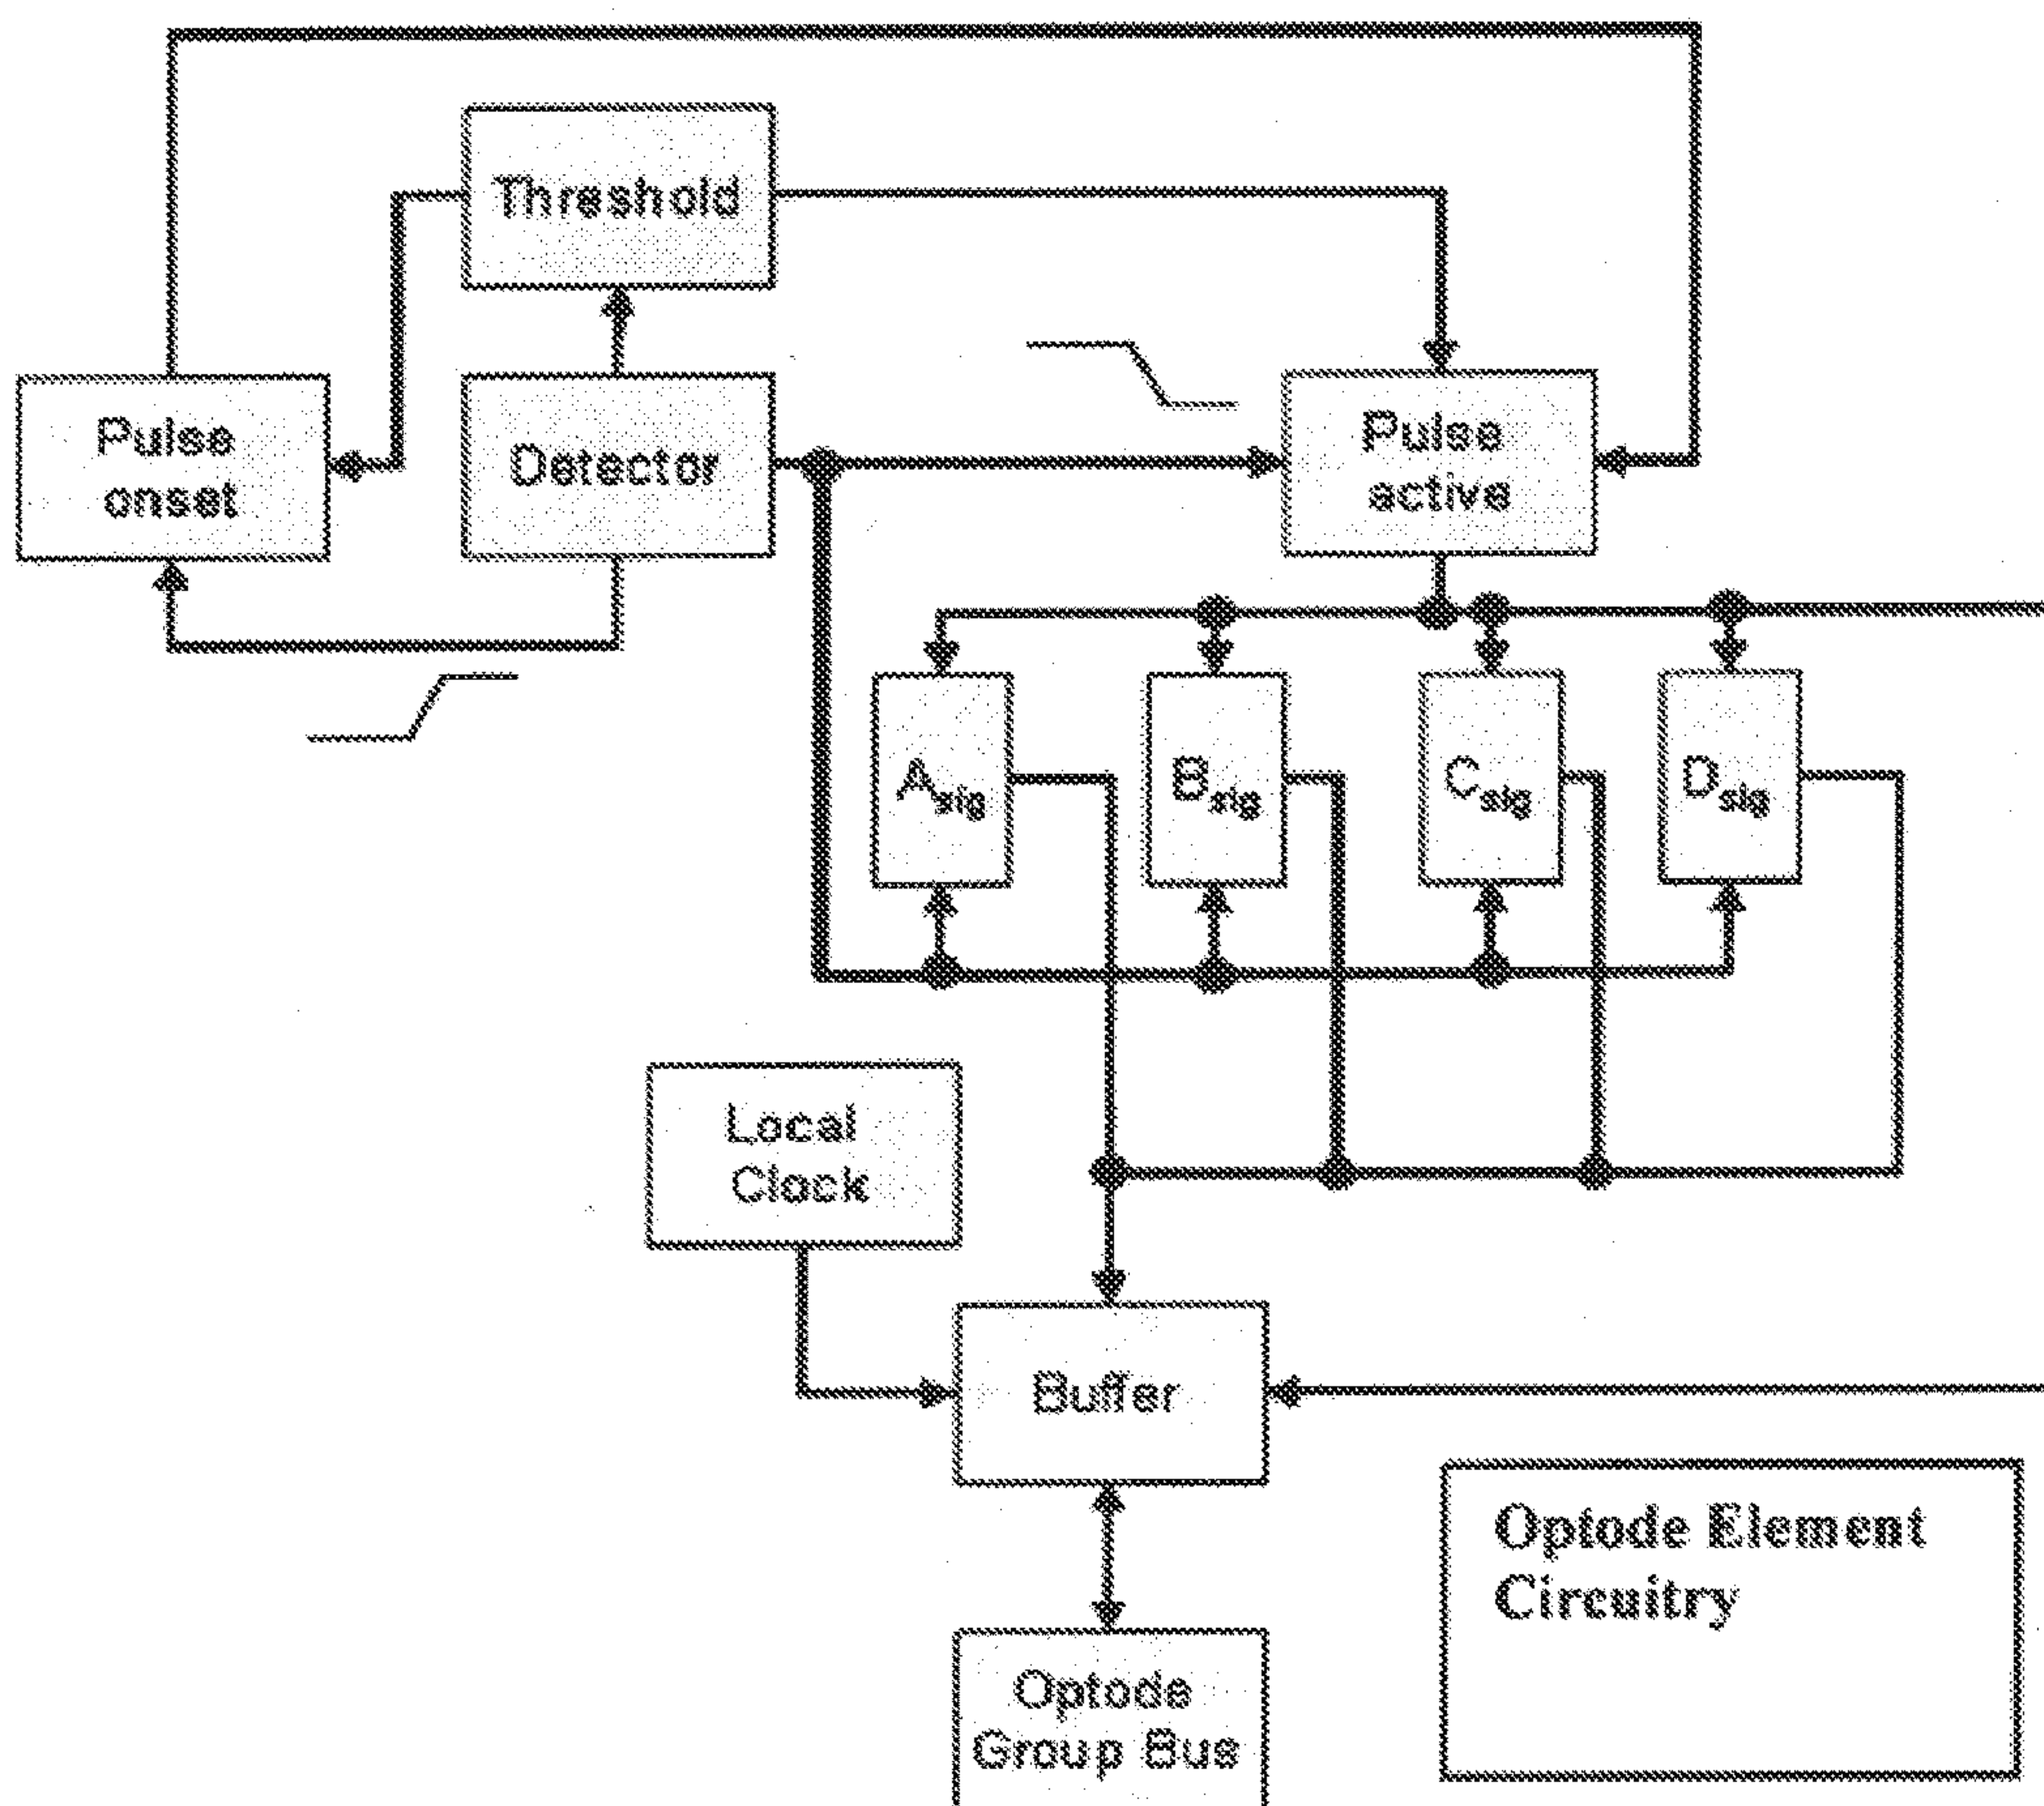 Threshold
Pulse
onset
Detector
Pulse
active
Asig
Bsig
Csig
Dsig
Local
Clock
Buffer
Optode Element
Circuitry
Optode
Group Bus